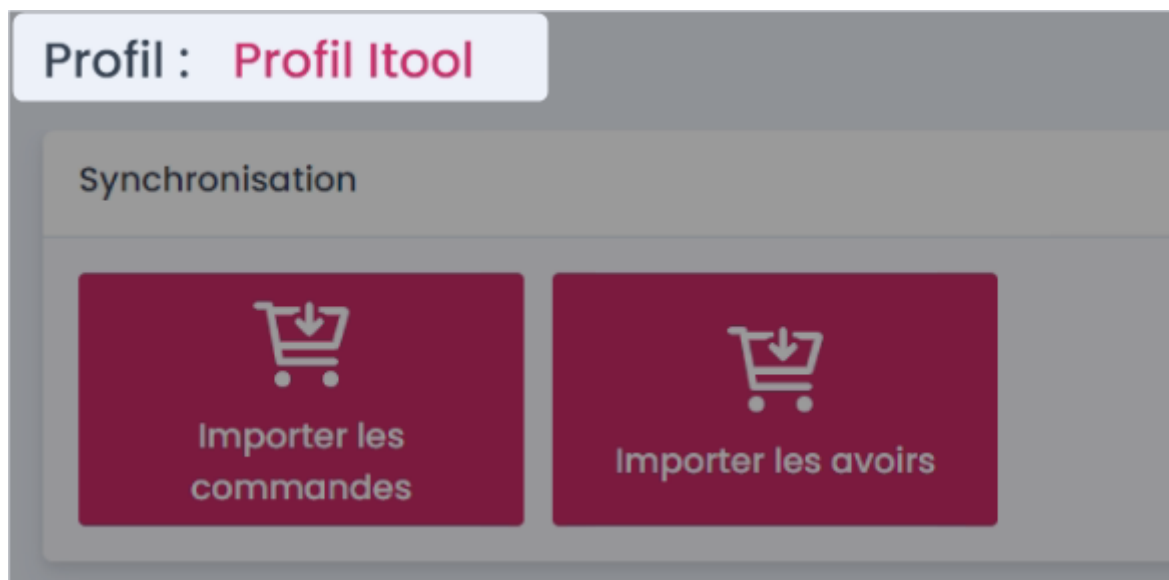 Profil : Profil Itool
Synchronisation
Importer les
commandes
Importer les avoirs